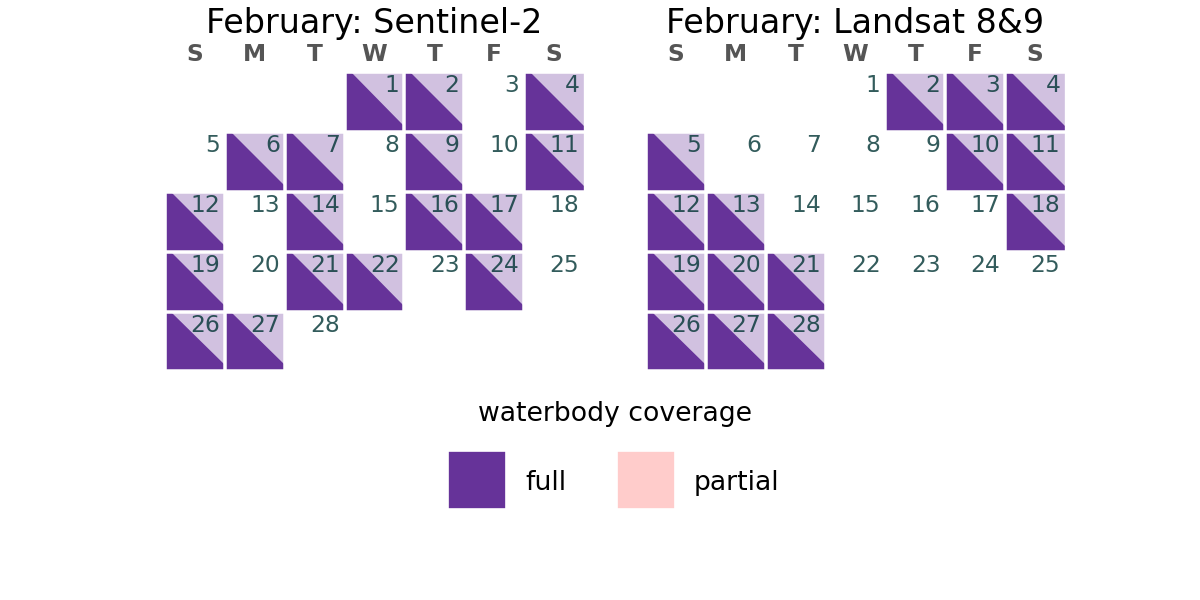 February: Sentinel-2
S M T W T F S
1 2 3 4
5 6 7 8 9 10 11
12 13 14 15 16 17 18
19 20 21 22 23 24 25
26 27 28
February: Landsat 8&9
S M T W T F S
1 2 3 4
5 6 7 8 9 10 11
12 13 14 15 16 17 18
19 20 21 22 23 24 25
26 27 28
waterbody coverage
full partial